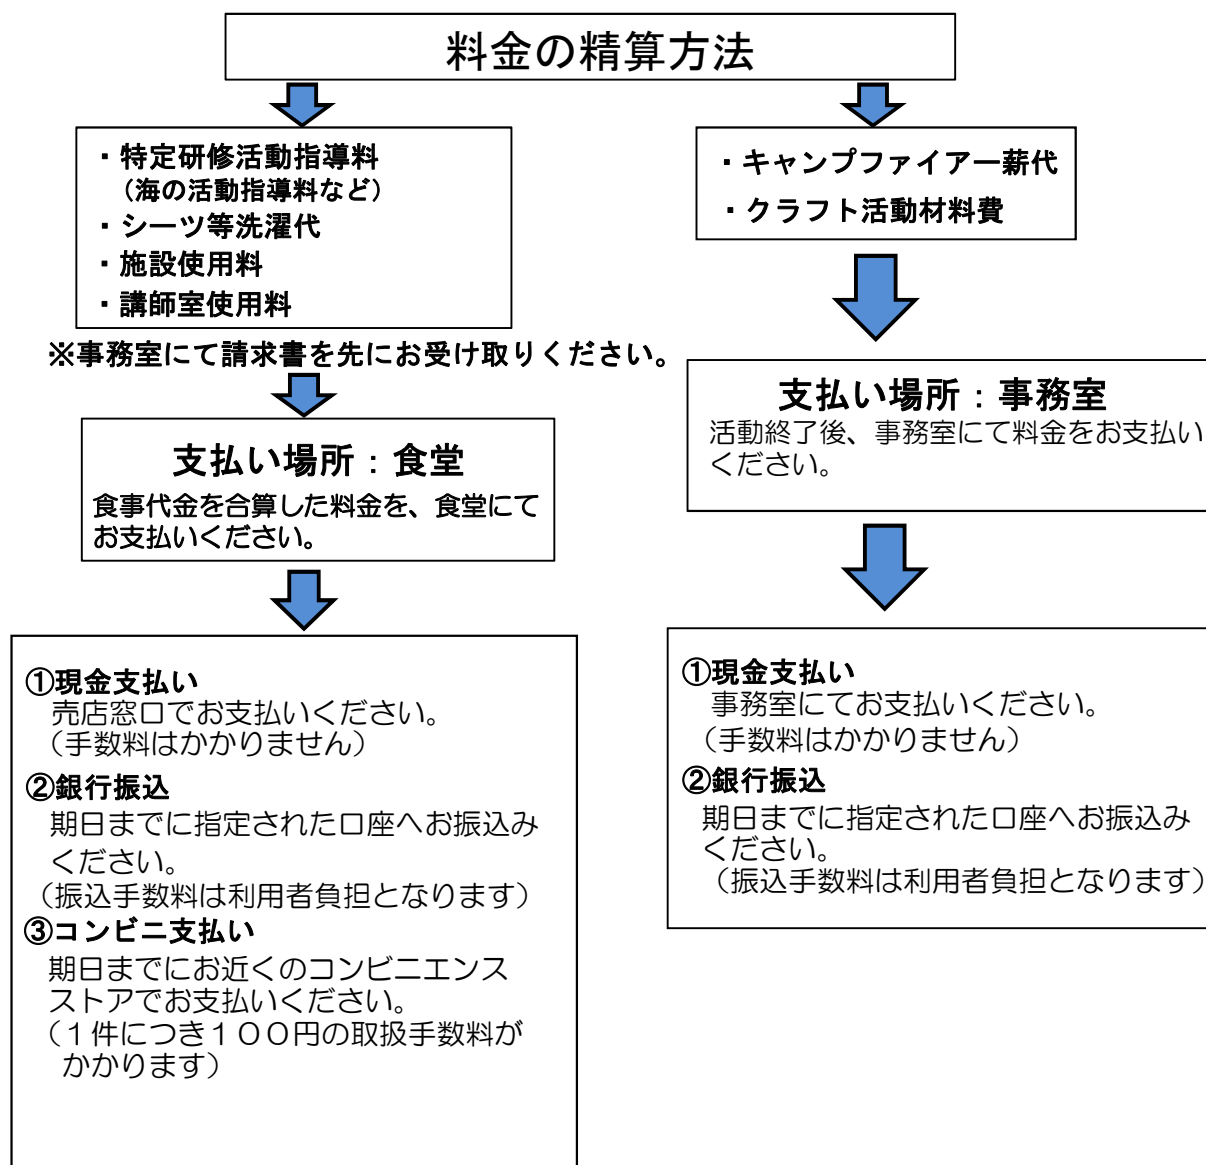 料金の精算方法
・特定研修活動指導料
（海の活動指導料など）
・シーツ等洗濯代
・施設使用料
・講師室使用料
※事務室にて請求書を先にお受け取りください。
支払い場所：食堂
食事代金を合算した料金を、食堂にて
お支払いください。
①現金支払い
売店窓口でお支払いください。
（手数料はかかりません）
②銀行振込
期日までに指定された口座へお振込み
ください。
（振込手数料は利用者負担となります）
③コンビニ支払い
期日までにお近くのコンビニエンス
ストアでお支払いください。
（１件につき１００円の取扱手数料が
かかります）
・キャンプファイアー薪代
・クラフト活動材料費
支払い場所：事務室
活動終了後、事務室にて料金をお支払い
ください。
①現金支払い
事務室にてお支払いください。
（手数料はかかりません）
②銀行振込
期日までに指定された口座へお振込み
ください。
（振込手数料は利用者負担となります）